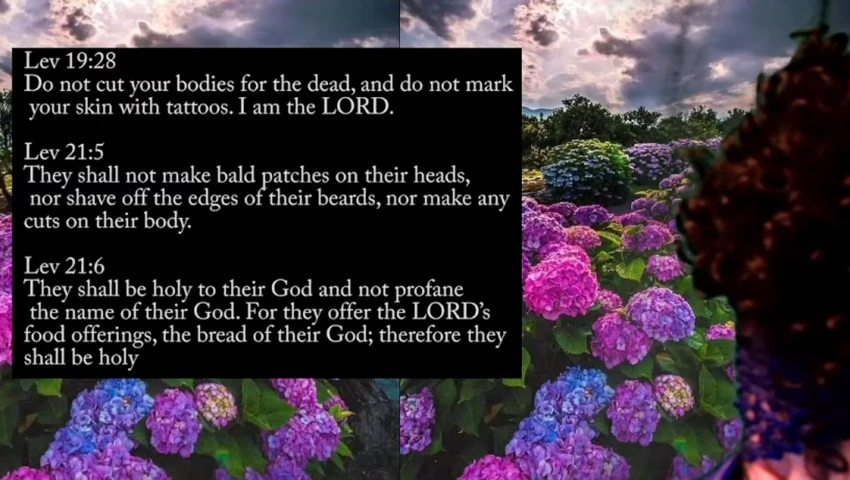 Lev 19:28
Do not cut your bodies for the dead, and do not mark
your skin with tattoos. I am the LORD.
Lev 21:5
They shall not make bald patches on their heads,
nor shave off the edges of their beards, nor make any
cuts on their body.
Lev 21:6
They shall be holy to their God and not profane
the name of their God. For they offer the LORD’s
food offerings, the bread of their God; therefore they
shall be holy